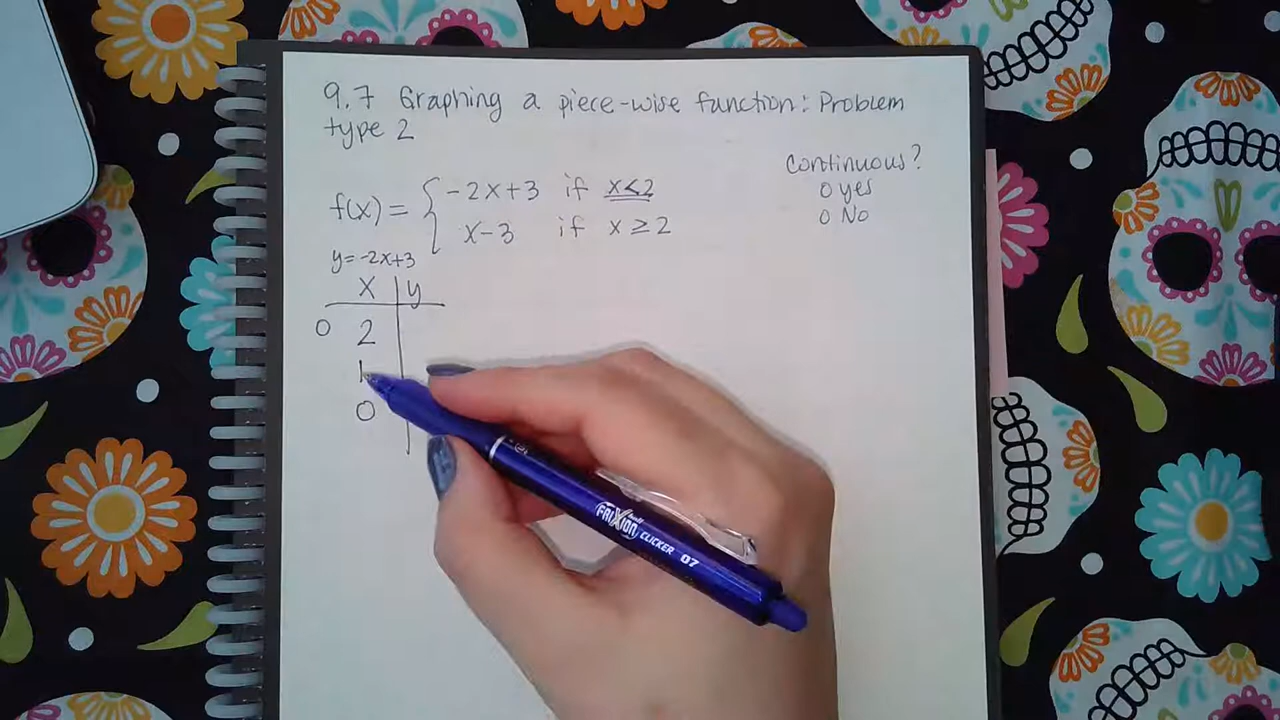 9.7 Graphing a piece-wise function: Problem
type 2
Continuous?
o yes
o No
f(x) = { -2x+3 if x<2
x-3 if x ≥ 2
y=-2x+3
x y
o 2
1
0
FRIXION ball CLICKER 07